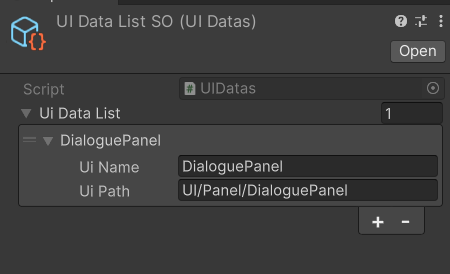 UI Data List SO (UI Datas)
Open
Script UIDatas
Ui Data List 1
DialoguePanel
Ui Name DialoguePanel
Ui Path UI/Panel/DialoguePanel
+ -